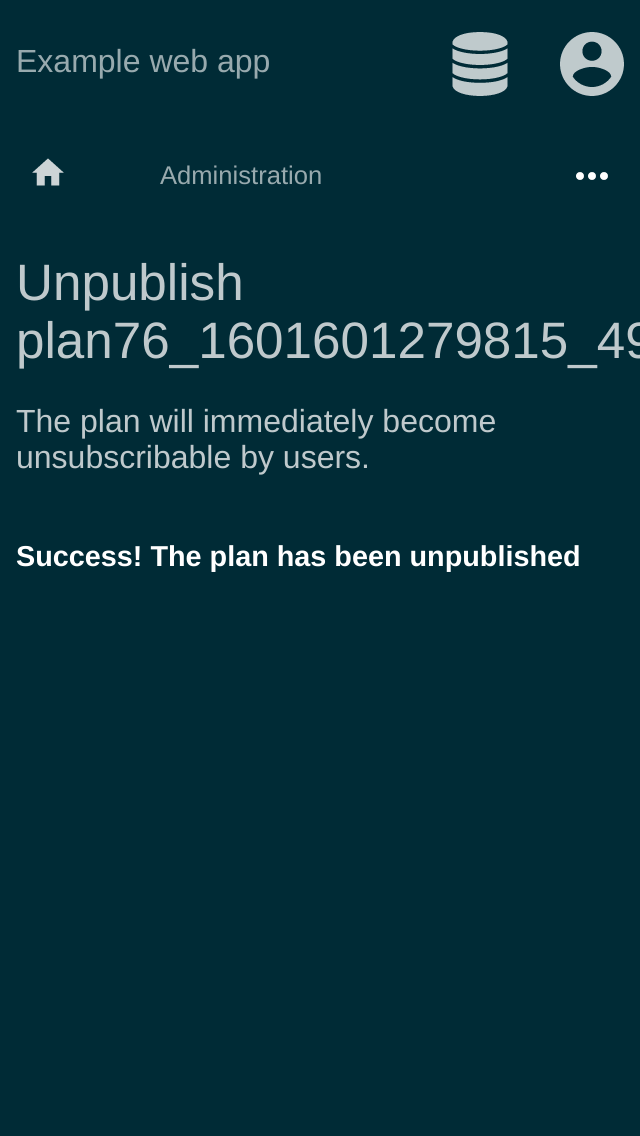 Example web app
Administration
Unpublish
plan76_1601601279815_49
The plan will immediately become
unsubscribable by users.
Success! The plan has been unpublished